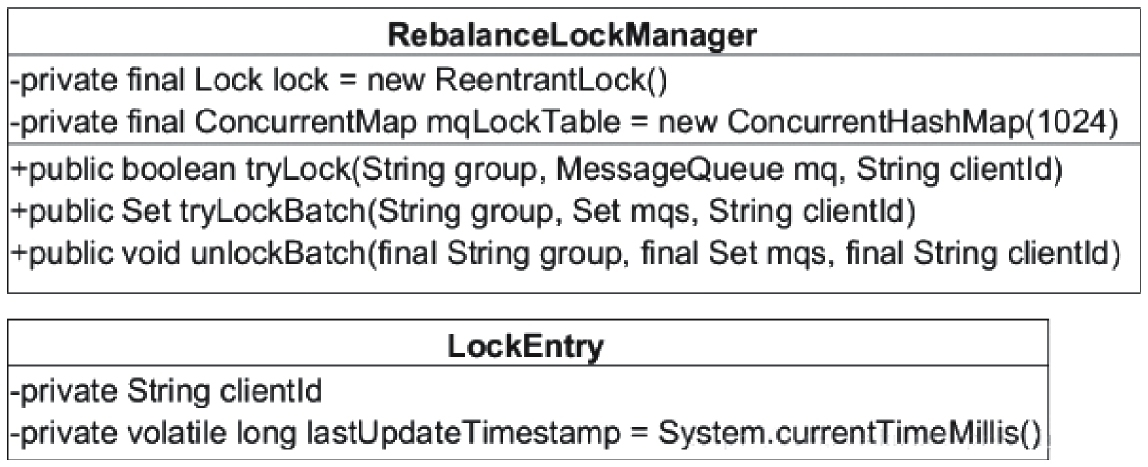 RebalanceLockManager
-private final Lock lock = new ReentrantLock()
-private final ConcurrentMap mqLockTable = new ConcurrentHashMap(1024)
+public boolean tryLock(String group, MessageQueue mq, String clientId)
+public Set tryLockBatch(String group, Set mqs, String clientId)
+public void unlockBatch(final String group, final Set mqs, final String clientId)
LockEntry
-private String clientId
-private volatile long lastUpdateTimestamp = System.currentTimeMillis()